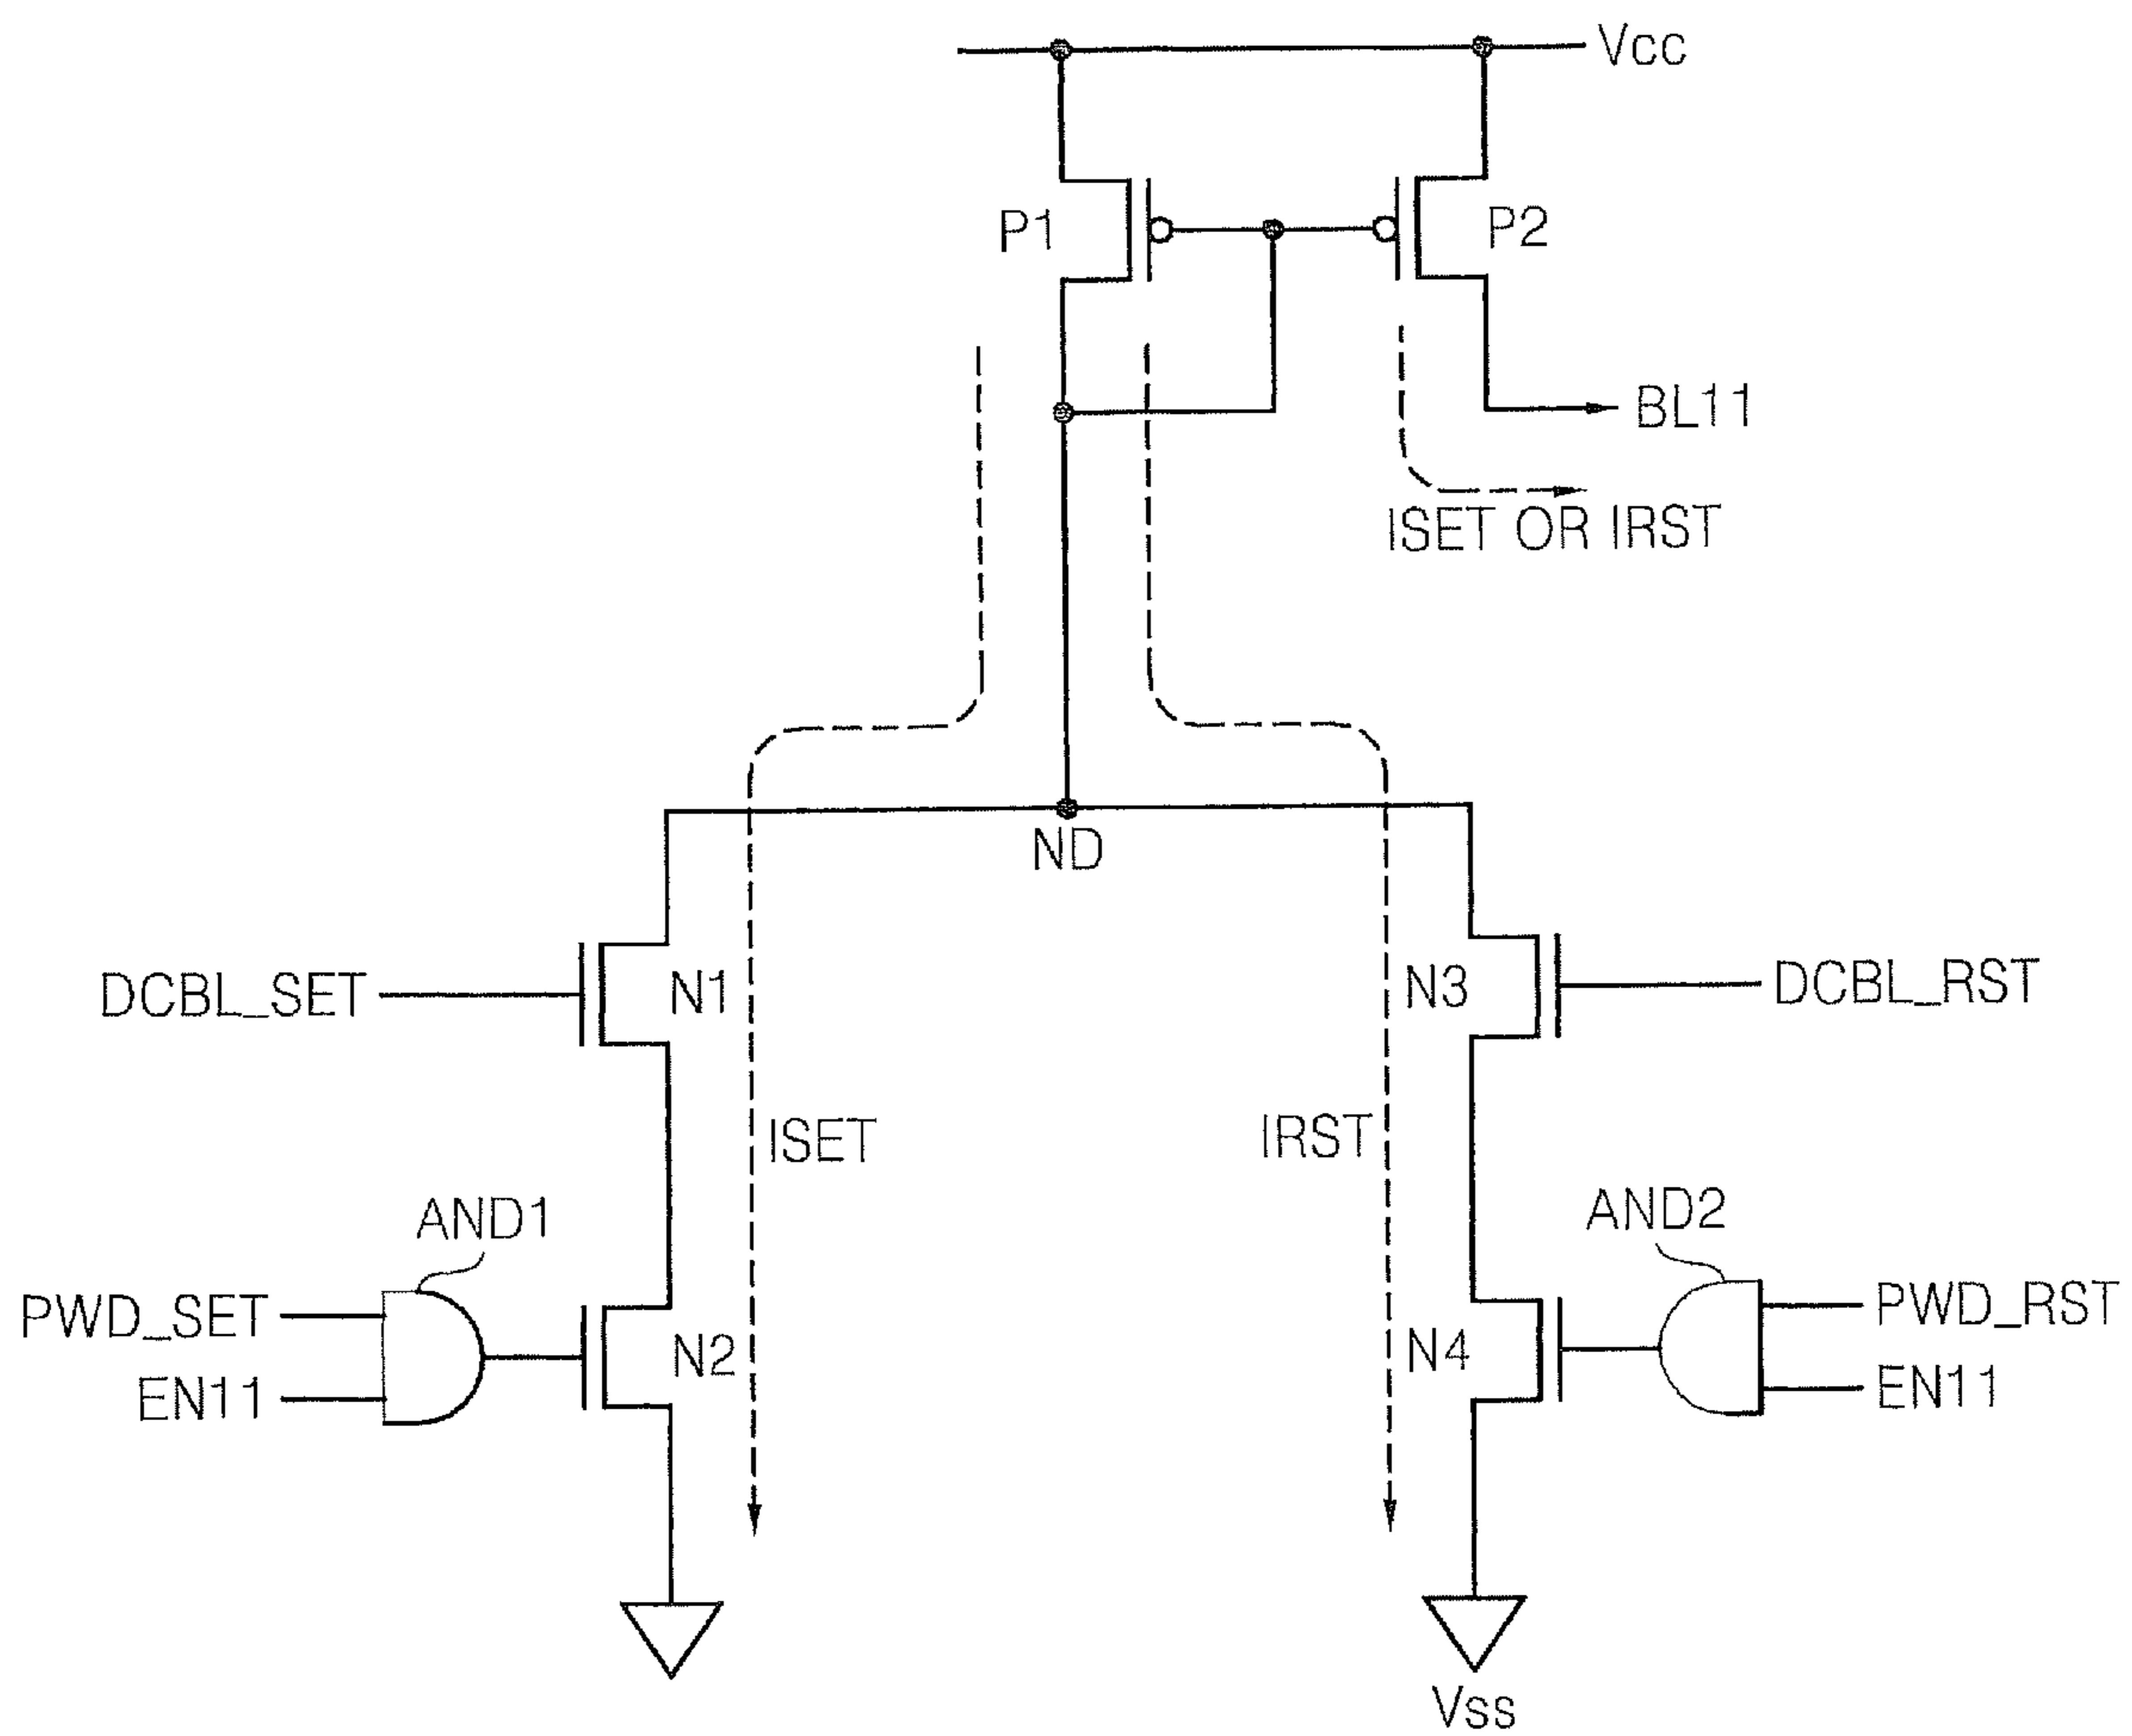 Vcc
P1
P2
BL11
ISET OR IRST
ND
DCBL_SET
N1
N3
DCBL_RST
ISET
IRST
AND1
AND2
PWD_SET
EN11
N2
N4
PWD_RST
EN11
Vss